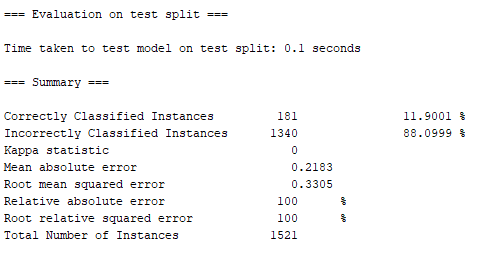 === Evaluation on test split ===
Time taken to test model on test split: 0.1 seconds
=== Summary ===
Correctly Classified Instances 181 11.9001 %
Incorrectly Classified Instances 1340 88.0999 %
Kappa statistic 0
Mean absolute error 0.2183
Root mean squared error 0.3305
Relative absolute error 100 %
Root relative squared error 100 %
Total Number of Instances 1521